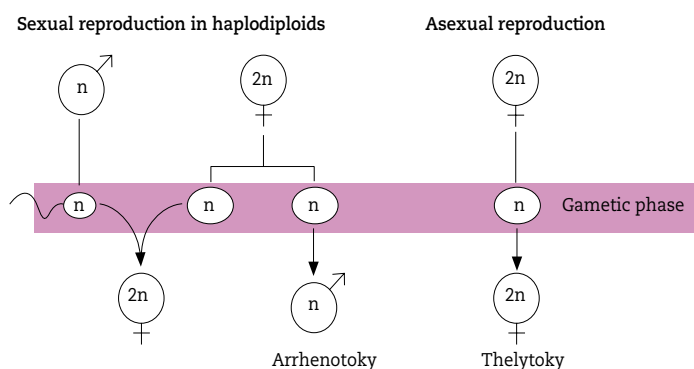 Sexual reproduction in haplodiploids
Asexual reproduction
n
2n
2n
n
n
n
n
Gametic phase
2n
n
2n
Arrhenotoky
Thelytoky